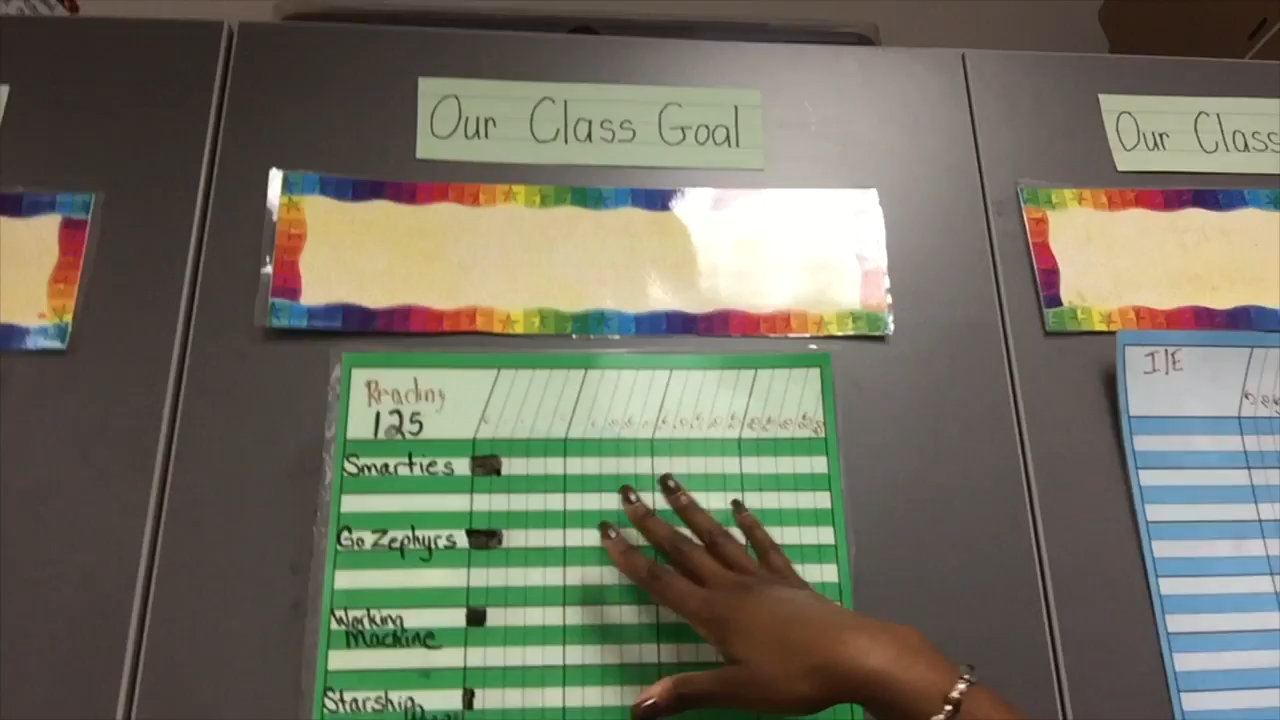 Our Class Goal
Our Class
Reading
125
I/E
Smarties
Go Zephyrs
Working
Machine
Starship